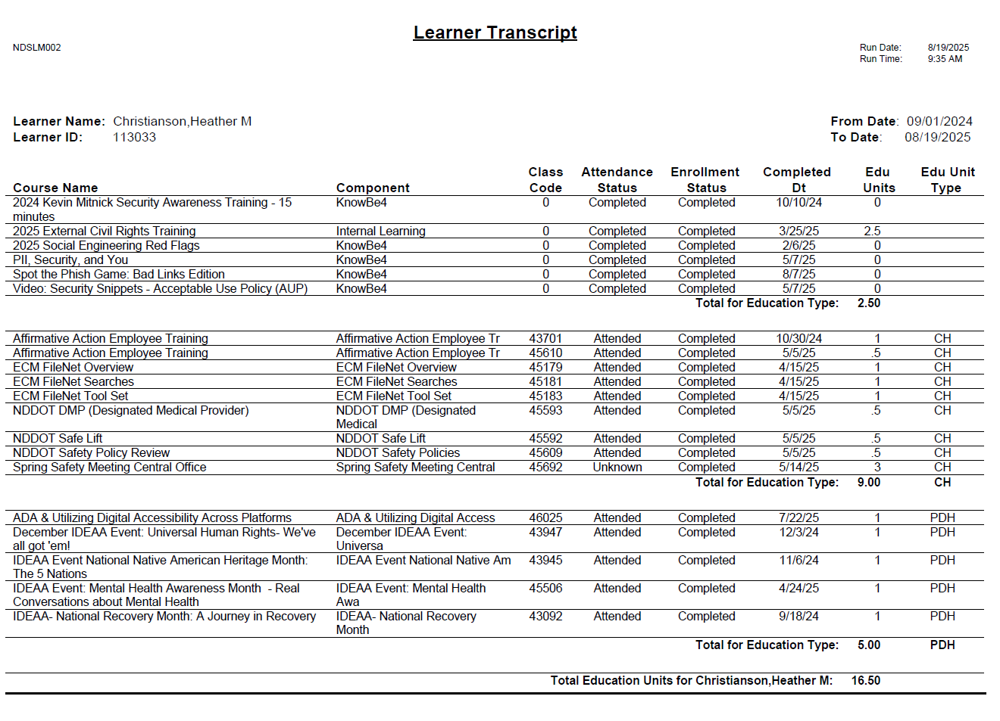 Learner Transcript
NDSLM002
Run Date: 8/19/2025
Run Time: 9:35 AM
Learner Name: Christianson,Heather M
From Date: 09/01/2024
Learner ID: 113033
To Date: 08/19/2025
Class Attendance Enrollment Completed Edu Edu Unit
Course Name Component Code Status Status Dt Units Type
2024 Kevin Mitnick Security Awareness Training - 15 KnowBe4 0 Completed Completed 10/10/24 0
minutes
2025 External Civil Rights Training Internal Learning 0 Completed Completed 3/25/25 2.5
2025 Social Engineering Red Flags KnowBe4 0 Completed Completed 2/6/25 0
PII, Security, and You KnowBe4 0 Completed Completed 5/7/25 0
Spot the Phish Game: Bad Links Edition KnowBe4 0 Completed Completed 8/7/25 0
Video: Security Snippets - Acceptable Use Policy (AUP) KnowBe4 0 Completed Completed 5/7/25 0
Total for Education Type: 2.50
Affirmative Action Employee Training Affirmative Action Employee Tr 43701 Attended Completed 10/30/24 1 CH
Affirmative Action Employee Training Affirmative Action Employee Tr 45610 Attended Completed 5/5/25 .5 CH
ECM FileNet Overview ECM FileNet Overview 45179 Attended Completed 4/15/25 1 CH
ECM FileNet Searches ECM FileNet Searches 45181 Attended Completed 4/15/25 1 CH
ECM FileNet Tool Set ECM FileNet Tool Set 45183 Attended Completed 4/15/25 1 CH
NDDOT DMP (Designated Medical Provider) NDDOT DMP (Designated 45593 Attended Completed 5/5/25 .5 CH
Medical
NDDOT Safe Lift NDDOT Safe Lift 45592 Attended Completed 5/5/25 .5 CH
NDDOT Safety Policy Review NDDOT Safety Policies 45609 Attended Completed 5/5/25 .5 CH
Spring Safety Meeting Central Office Spring Safety Meeting Central 45692 Unknown Completed 5/14/25 3 CH
Total for Education Type: 9.00 CH
ADA & Utilizing Digital Accessibility Across Platforms ADA & Utilizing Digital Access 46025 Attended Completed 7/22/25 1 PDH
December IDEAA Event: Universal Human Rights- We've December IDEAA Event: 43947 Attended Completed 12/3/24 1 PDH
all got 'em! Universa
IDEAA Event National Native American Heritage Month: IDEAA Event National Native Am 43945 Attended Completed 11/6/24 1 PDH
The 5 Nations
IDEAA Event: Mental Health Awareness Month - Real IDEAA Event: Mental Health 45506 Attended Completed 4/24/25 1 PDH
Conversations about Mental Health Awa
IDEAA- National Recovery Month: A Journey in Recovery IDEAA- National Recovery 43092 Attended Completed 9/18/24 1 PDH
Month
Total for Education Type: 5.00 PDH
Total Education Units for Christianson,Heather M: 16.50